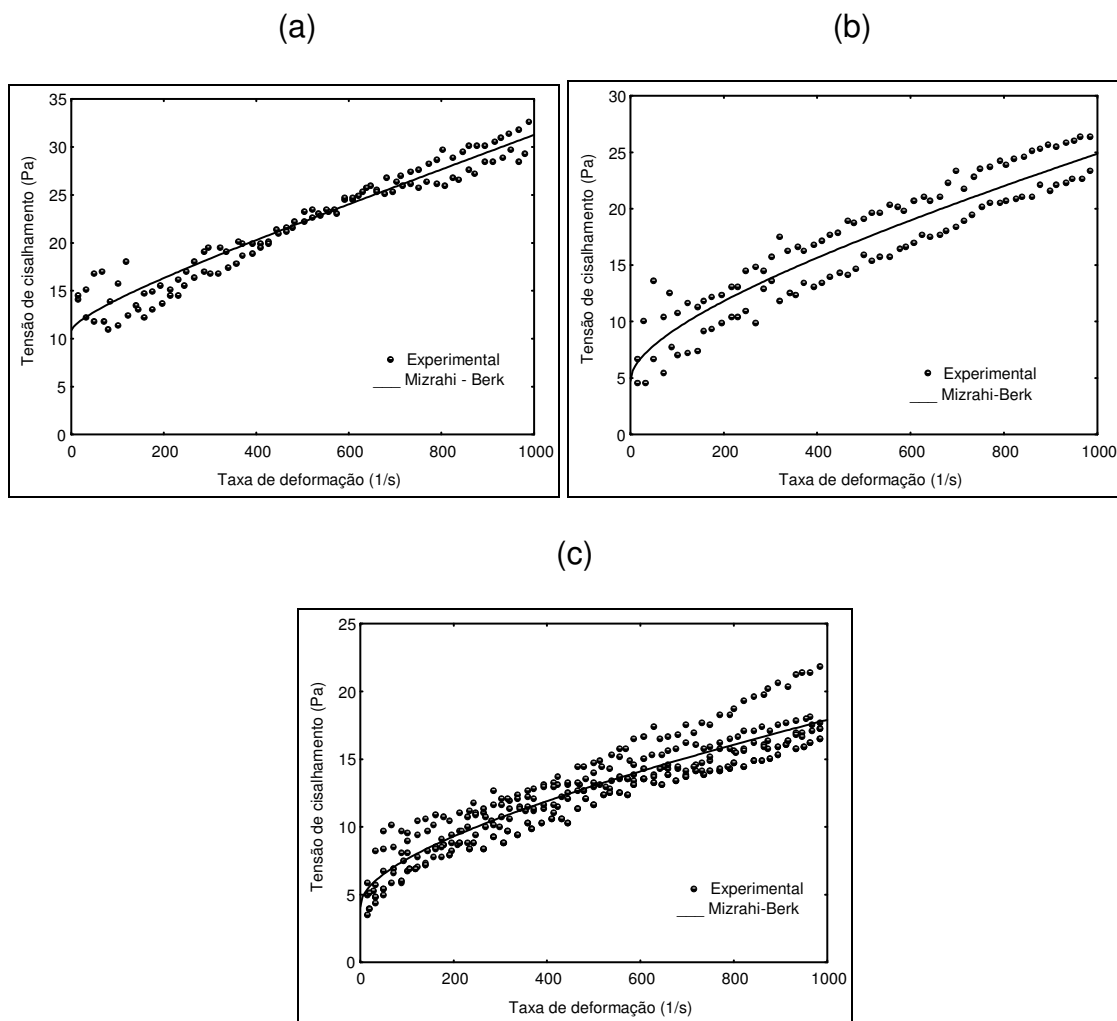 (a)
(b)
Tensão de cisalhamento (Pa)
35
30
25
20
15
10
5
0
Experimental
___ Mizrahi - Berk
0
200
400
600
800
1000
Taxa de deformação (1/s)
Tensão de cisalhamento (Pa)
30
25
20
15
10
5
0
Experimental
___ Mizrahi-Berk
0
200
400
600
800
1000
Taxa de deformação (1/s)
(c)
Tensão de cisalhamento (Pa)
25
20
15
10
5
0
Experimental
___ Mizrahi-Berk
0
200
400
600
800
1000
Taxa de deformação (1/s)